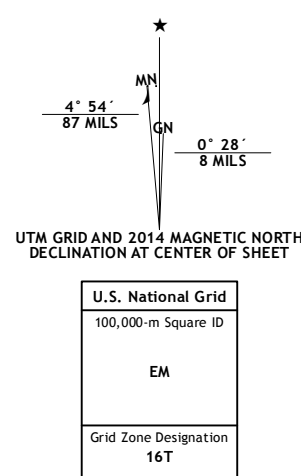 ★
MN
4° 54´
87 MILS
GN
0° 28´
8 MILS
UTM GRID AND 2014 MAGNETIC NORTH
DECLINATION AT CENTER OF SHEET
U.S. National Grid
100,000-m Square ID
EM
Grid Zone Designation
16T